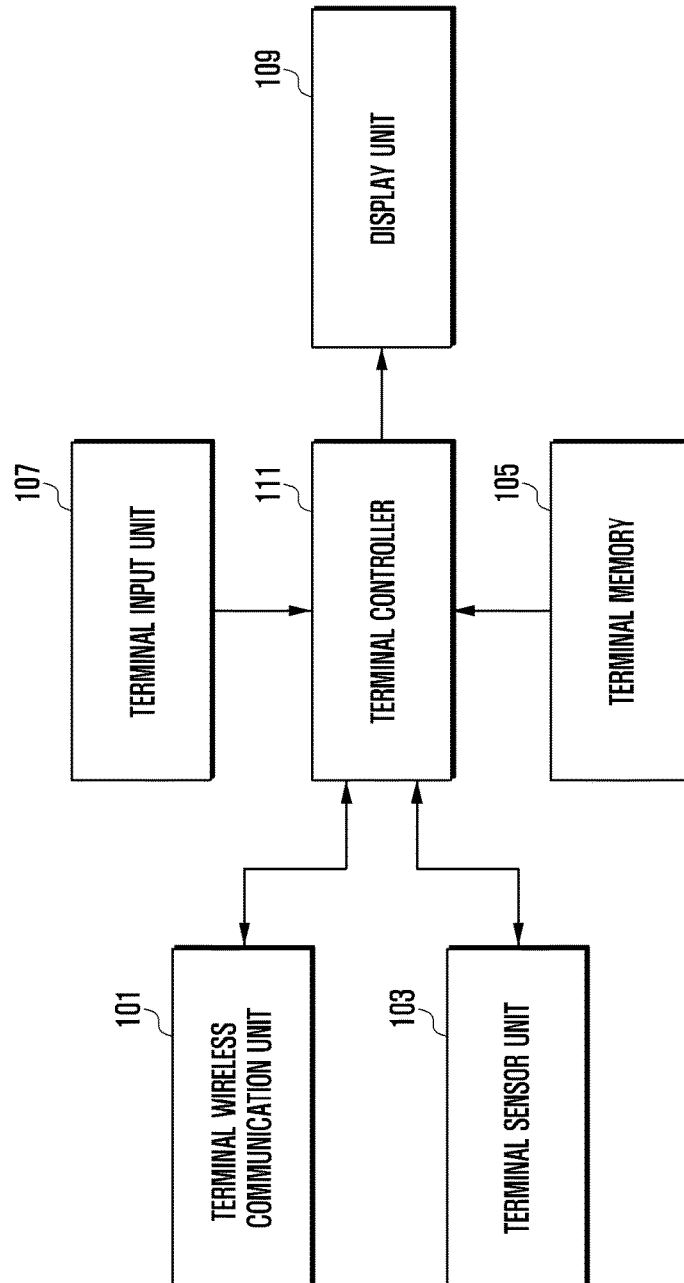 101
TERMINAL WIRELESS
COMMUNICATION UNIT
103
TERMINAL SENSOR UNIT
107
TERMINAL INPUT UNIT
111
TERMINAL CONTROLLER
105
TERMINAL MEMORY
109
DISPLAY UNIT